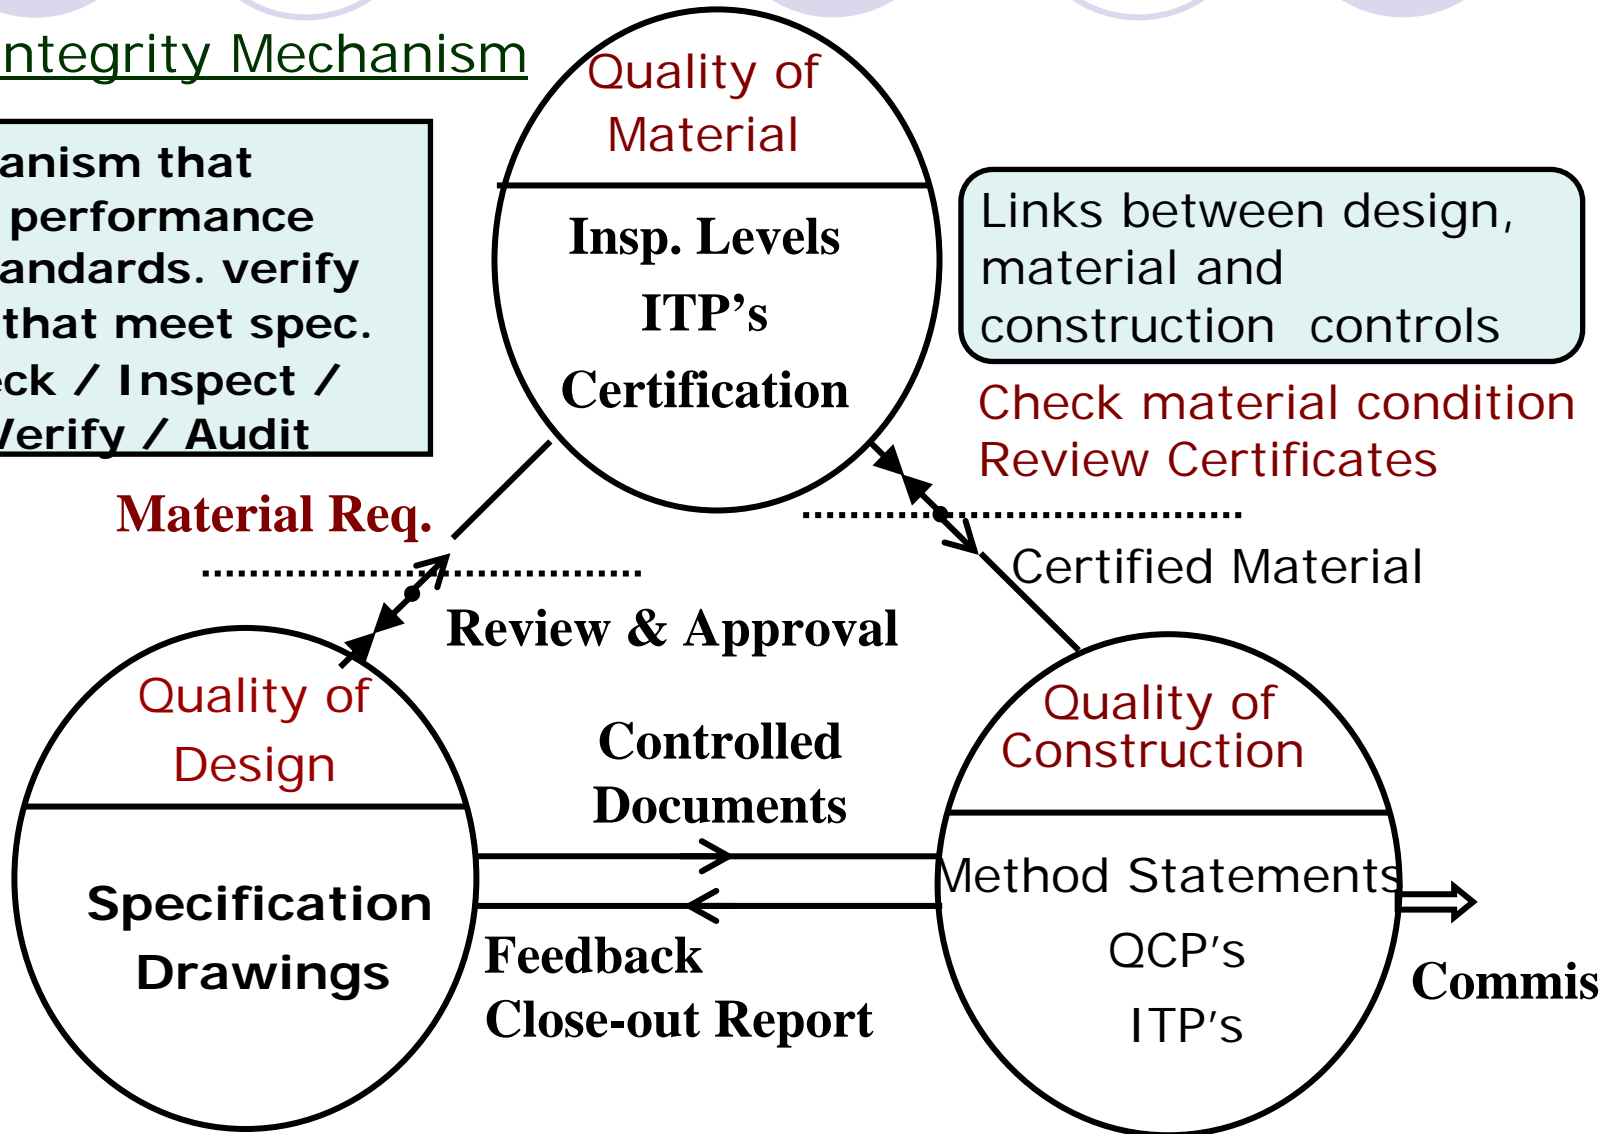 ntegrity Mechanism
anism that
performance
andards. verify
that meet spec.
eck / Inspect /
Verify / Audit
Quality of
Material
Insp. Levels
ITP’s
Certification
Links between design,
material and
construction controls
Check material condition
Review Certificates
Certified Material
Material Req.
Review & Approval
Quality of
Design
Specification
Drawings
Controlled
Documents
Feedback
Close-out Report
Quality of
Construction
Method Statements
QCP’s
ITP’s
Commis